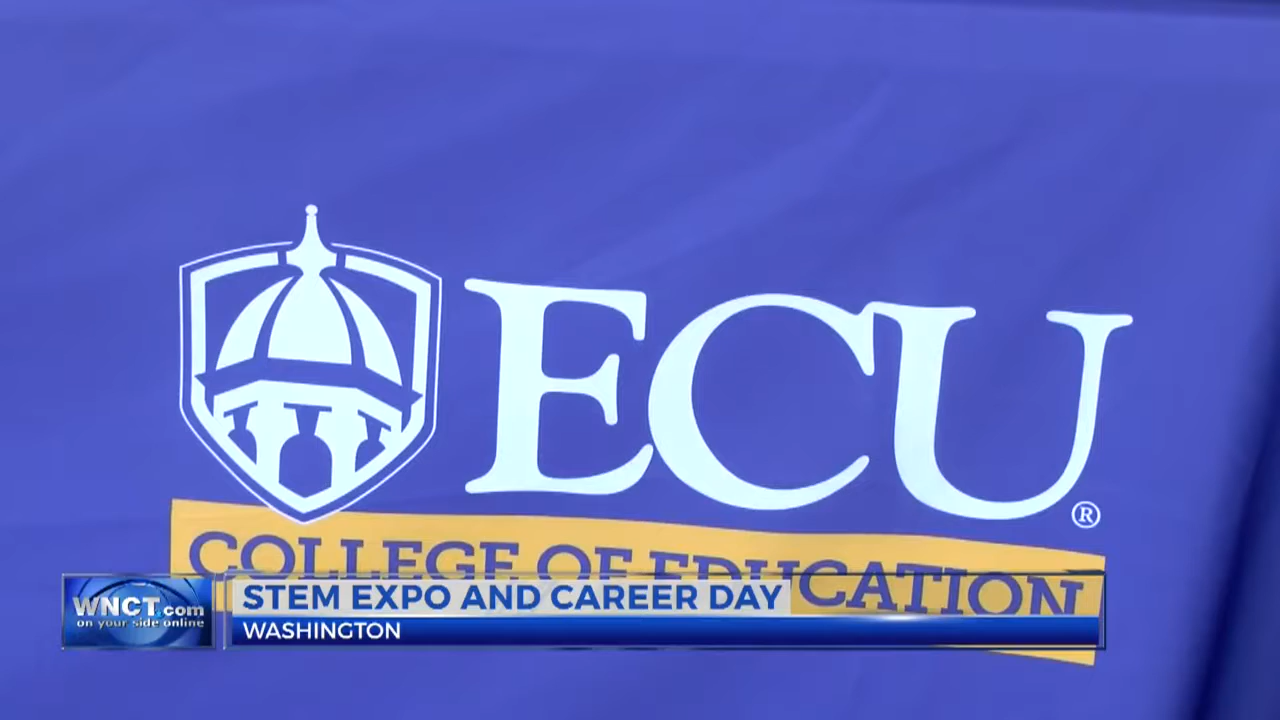 ECU
®
COLLEGE OF EDUCATION
WNCT.com
on your side online
STEM EXPO AND CAREER DAY
WASHINGTON